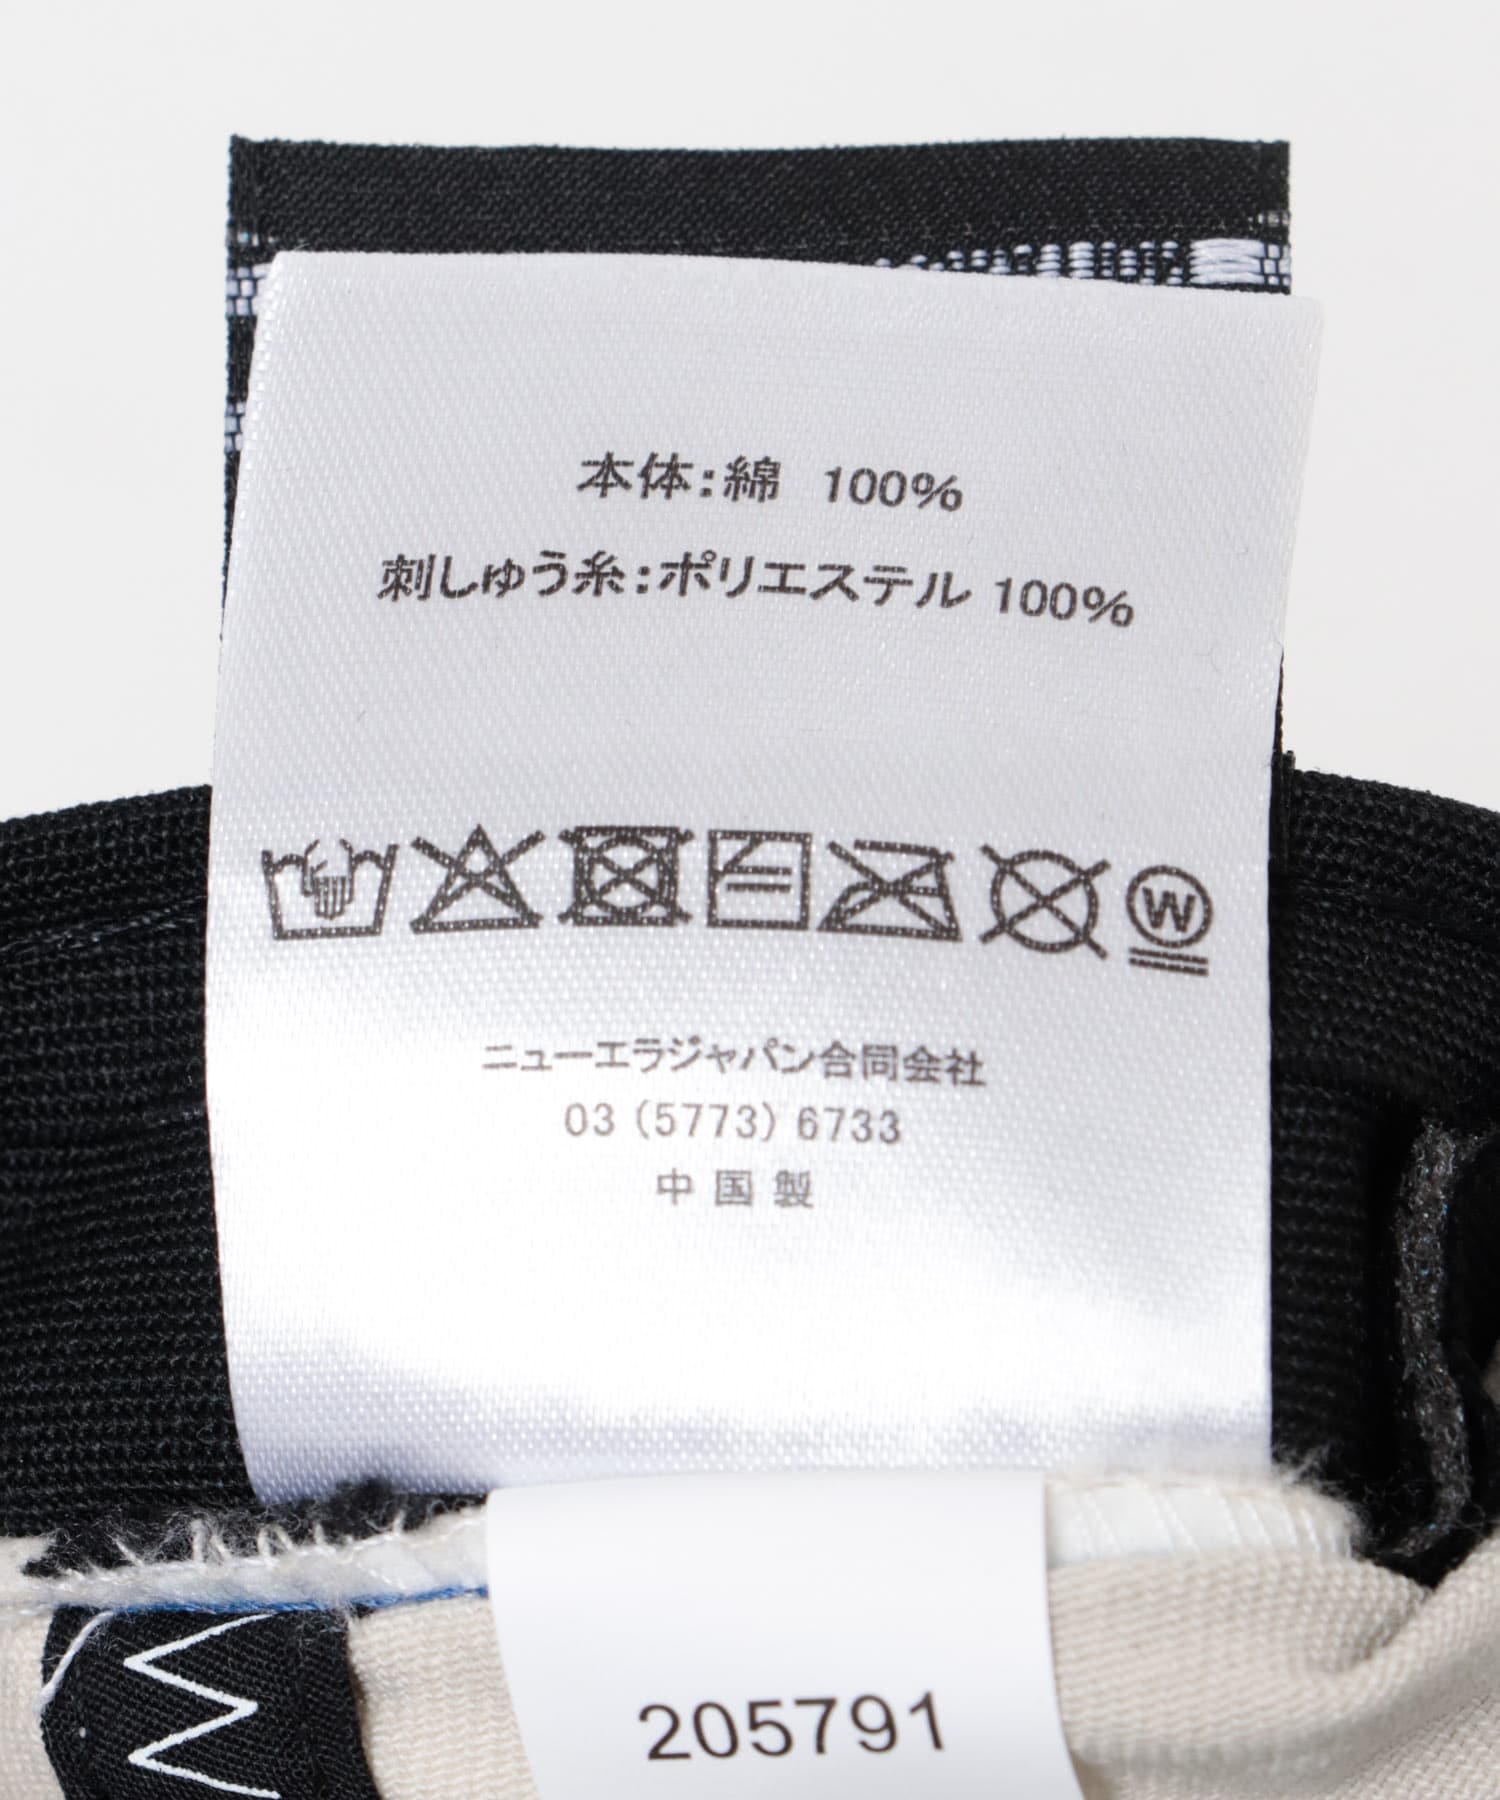 本体：綿 100%
刺しゅう糸：ポリエステル 100%
W
ニューエラジャパン合同会社
03 (5773) 6733
中国製
205791